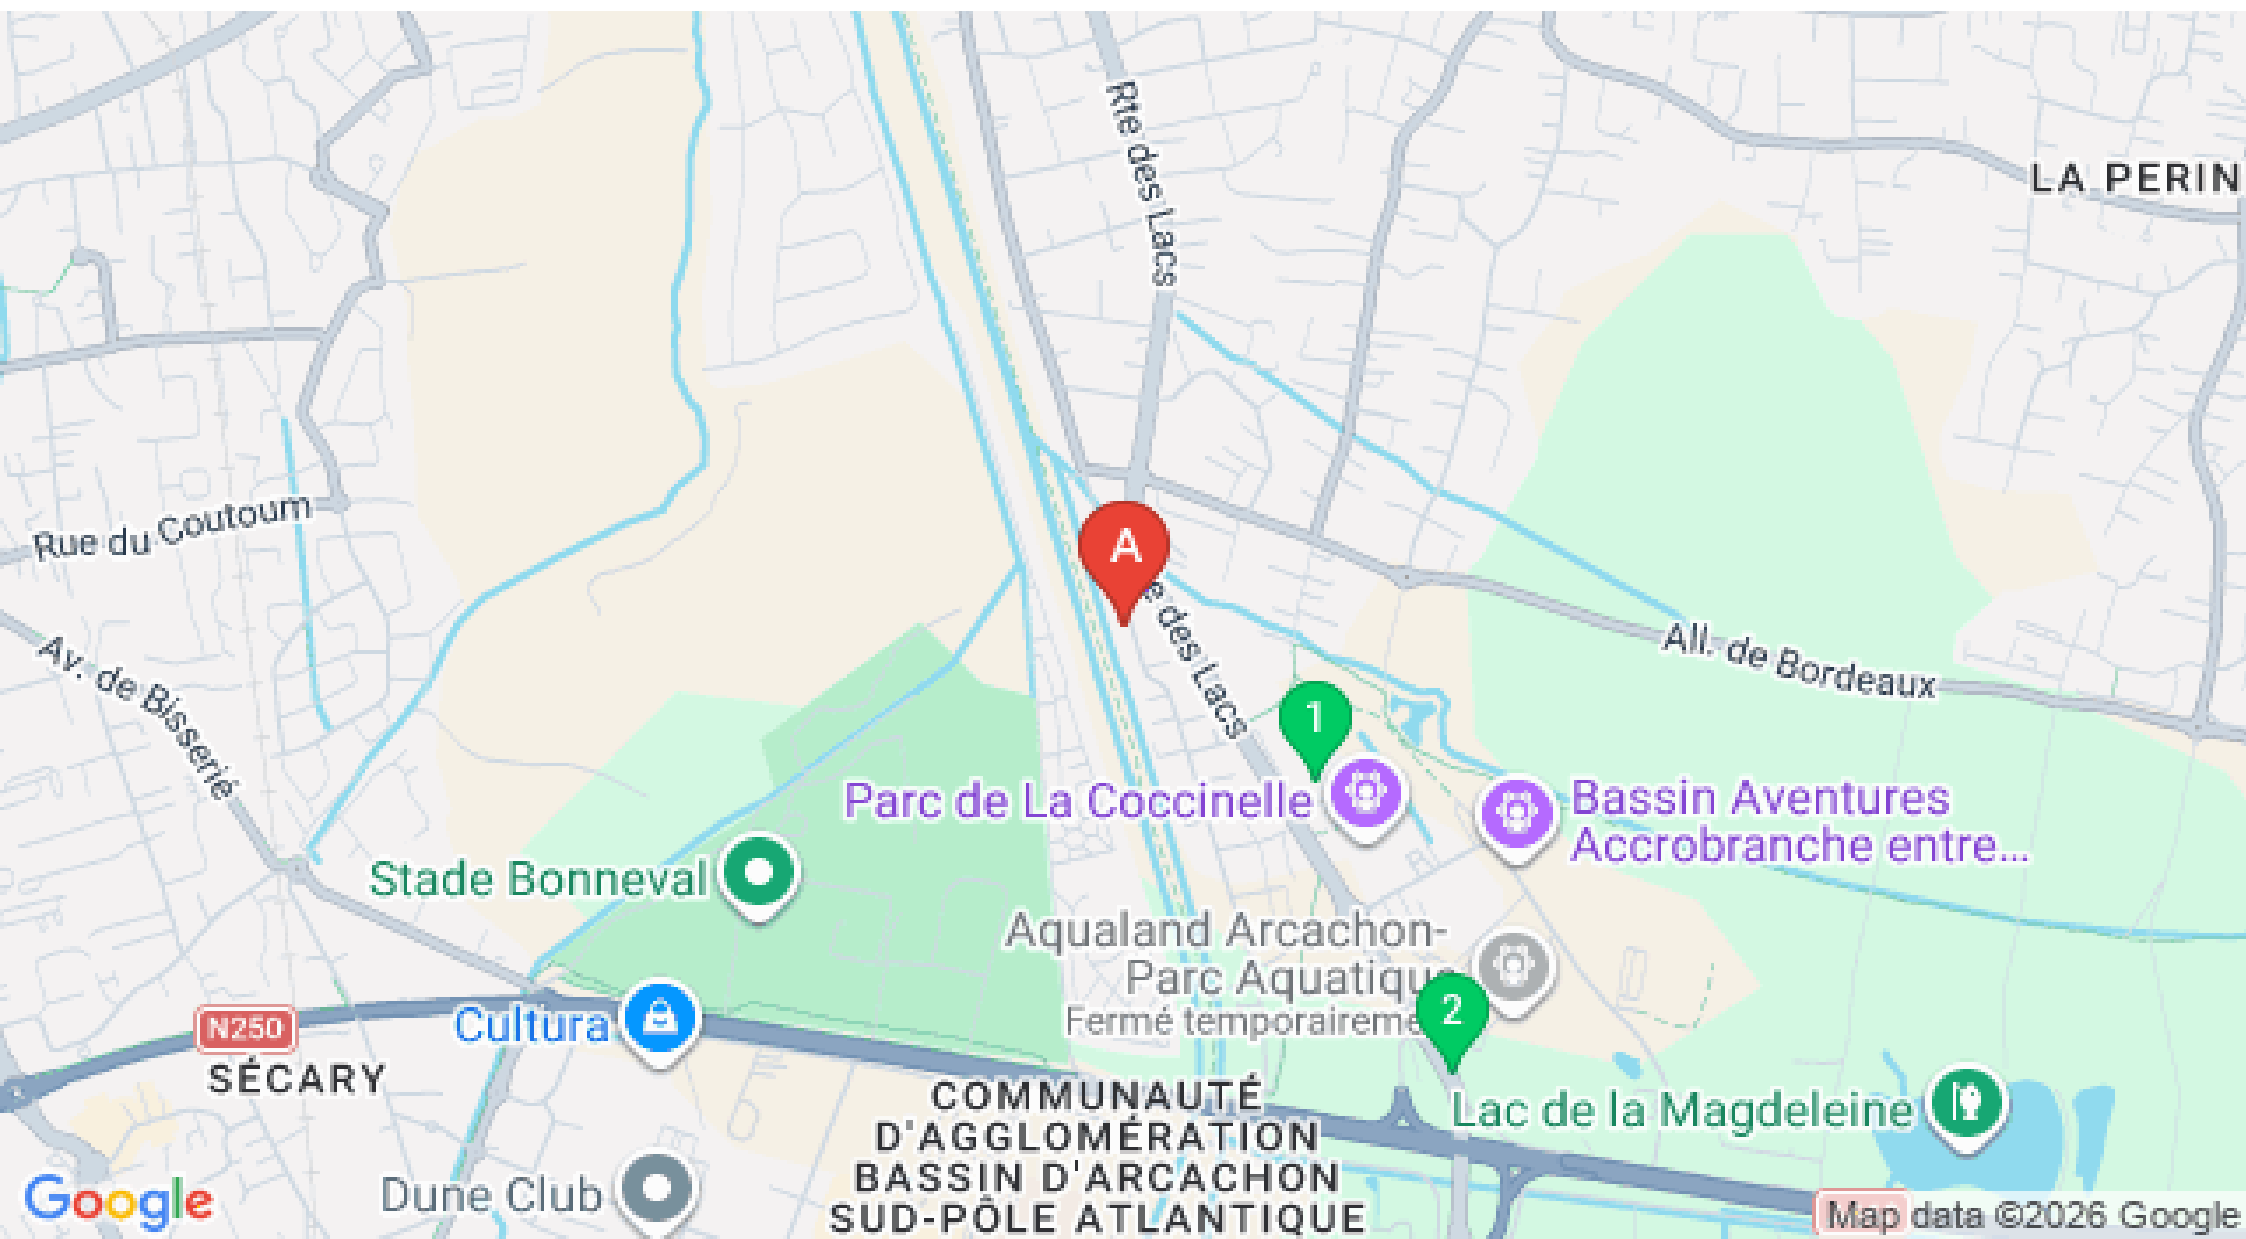 Rte des Lacs
LA PERIN
A
Rue du Coutoum
e des Lacs
All. de Bordeaux
Av. de Bisserié
1
Parc de La Coccinelle
Bassin Aventures
Accrobranche entre...
Stade Bonneval
Aqualand Arcachon-
Parc Aquatique
Fermé temporaireme
2
N250
Cultura
SÉCARY
COMMUNAUTÉ
D'AGGLOMÉRATION
BASSIN D'ARCACHON
SUD-PÔLE ATLANTIQUE
Lac de la Magdeleine
Dune Club
Google
Map data ©2026 Google